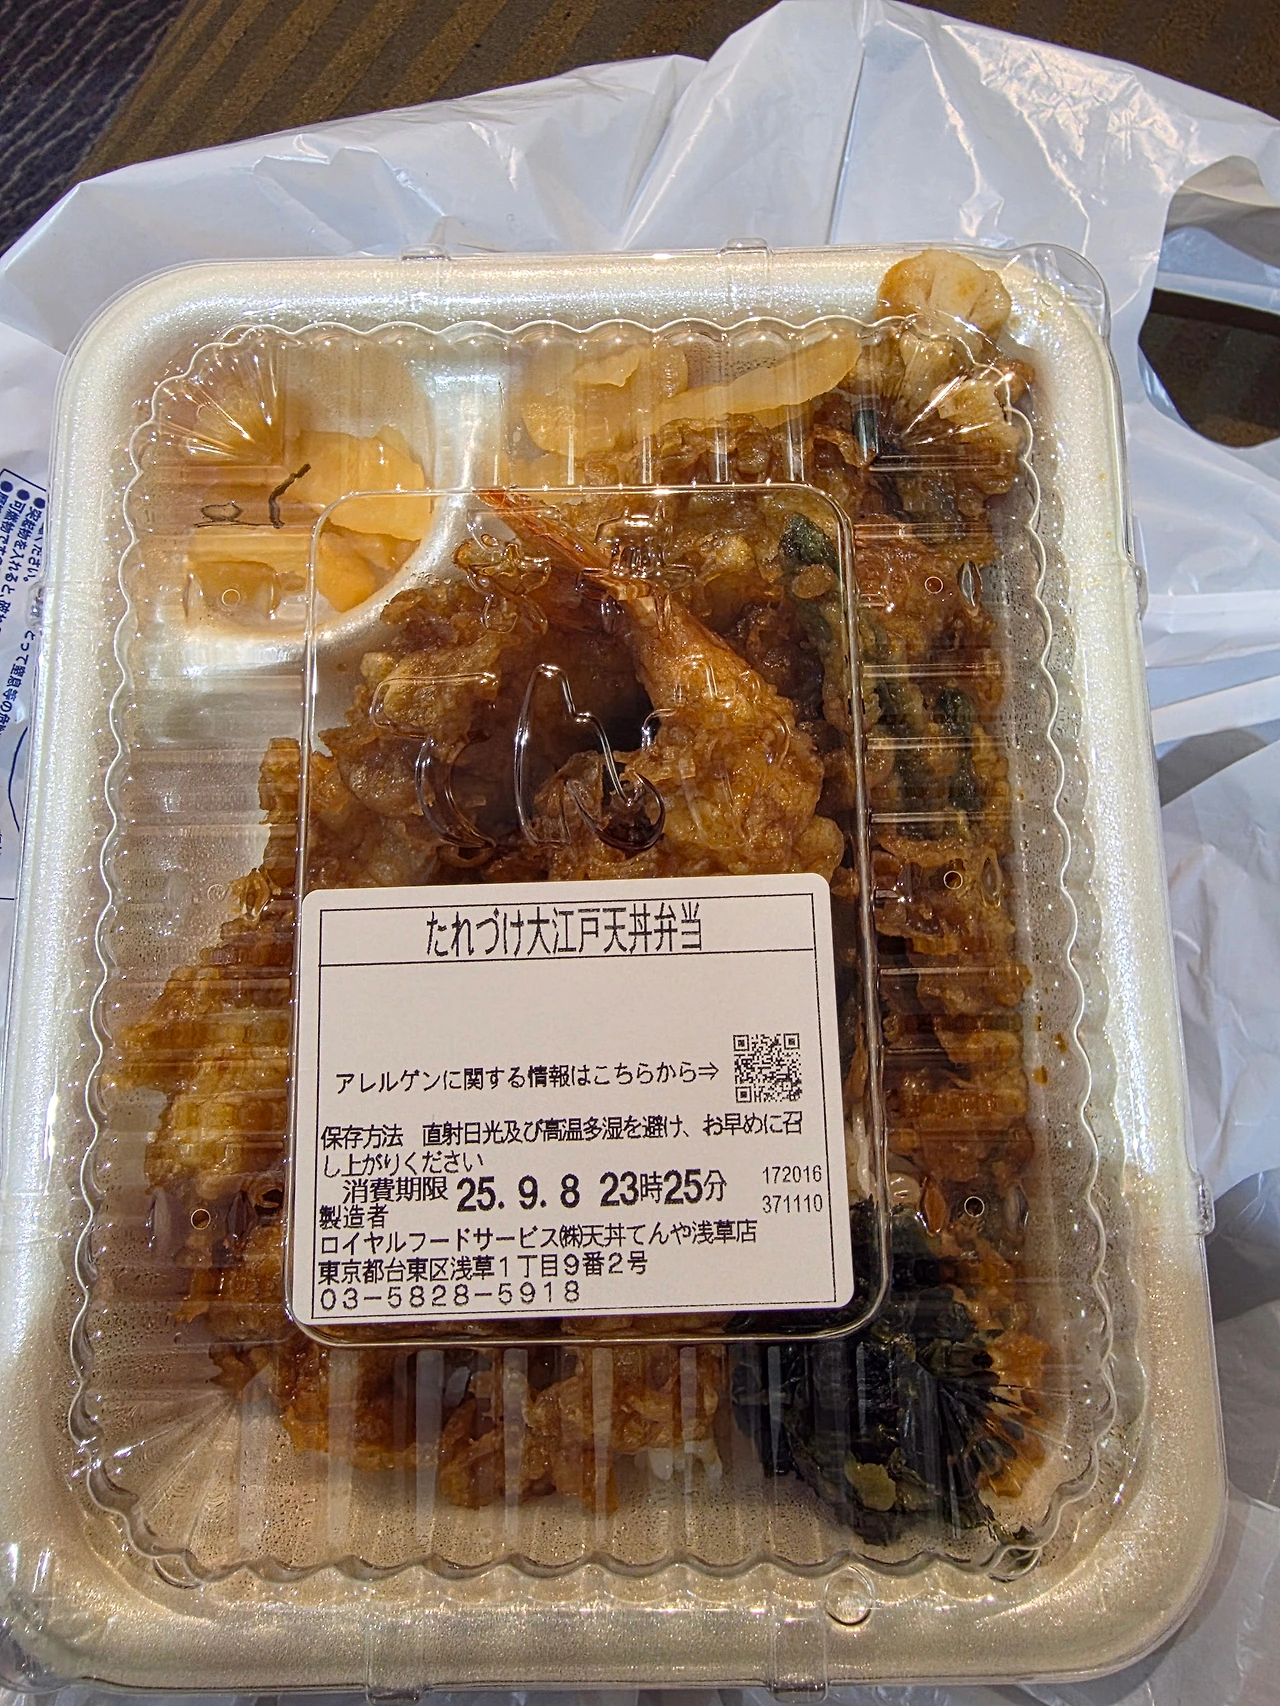 たれづけ大江戸天丼弁当
アレルゲンに関する情報はこちらから⇒
保存方法　直射日光及び高温多湿を避け、お早めに召
し上がりください
消費期限 25. 9. 8 23時25分
172016
371110
製造者
ロイヤルフードサービス㈱天丼てんや浅草店
東京都台東区浅草1丁目9番2号
03-5828-5918